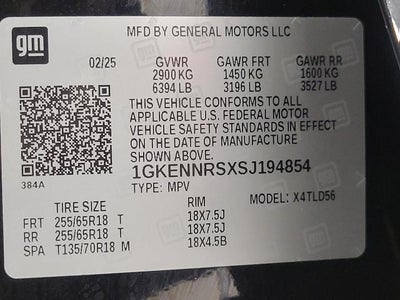 gm
MFD BY GENERAL MOTORS LLC
02/25 GVWR GAWR FRT GAWR RR
2900 KG 1450 KG 1600 KG
6394 LB 3196 LB 3527 LB
THIS VEHICLE CONFORMS TO ALL
APPLICABLE U.S. FEDERAL MOTOR
VEHICLE SAFETY STANDARDS IN EFFECT
ON THE DATE OF MANUFACTURE
SHOWN ABOVE.
1GKENNRSXSJ194854
384A
TYPE: MPV MODEL: X4TLD56
TIRE SIZE RIM
FRT 255/65R18 T 18X7.5J
RR 255/65R18 T 18X7.5J
SPA T135/70R18 M 18X4.5B